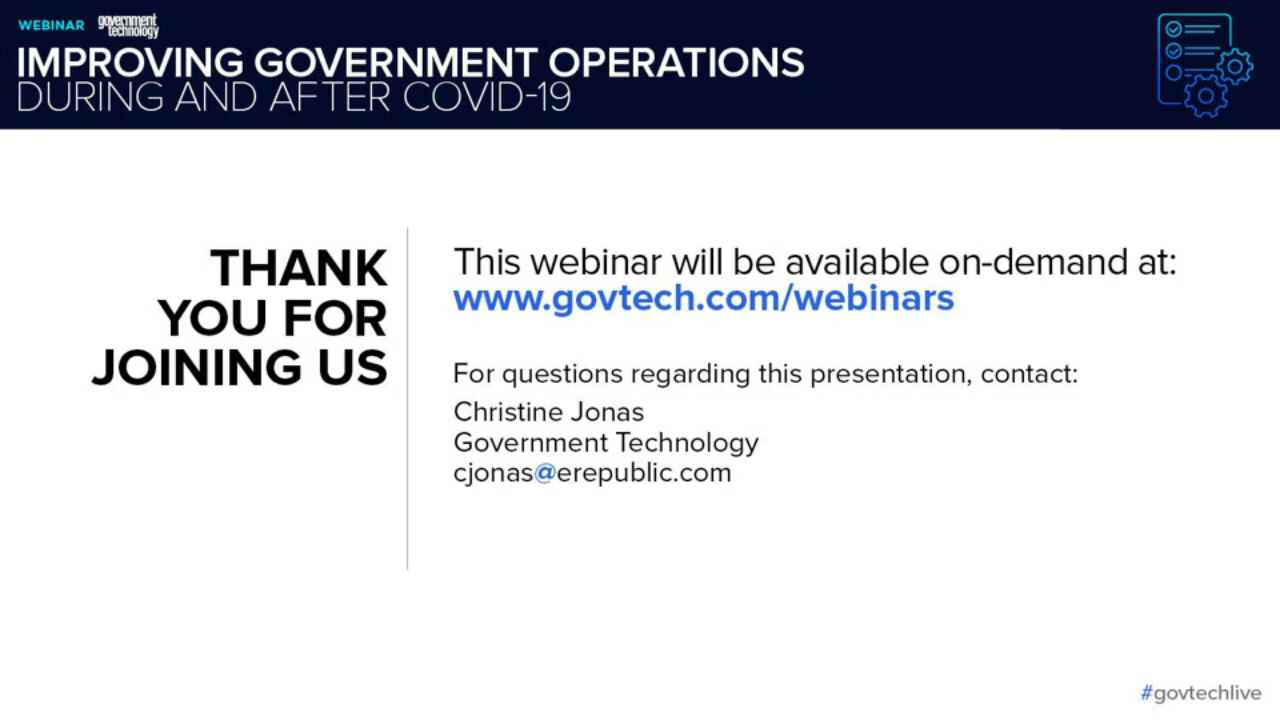 WEBINAR government technology
IMPROVING GOVERNMENT OPERATIONS
DURING AND AFTER COVID-19
THANK
YOU FOR
JOINING US
This webinar will be available on-demand at:
www.govtech.com/webinars
For questions regarding this presentation, contact:
Christine Jonas
Government Technology
cjonas@erepublic.com
#govtechlive